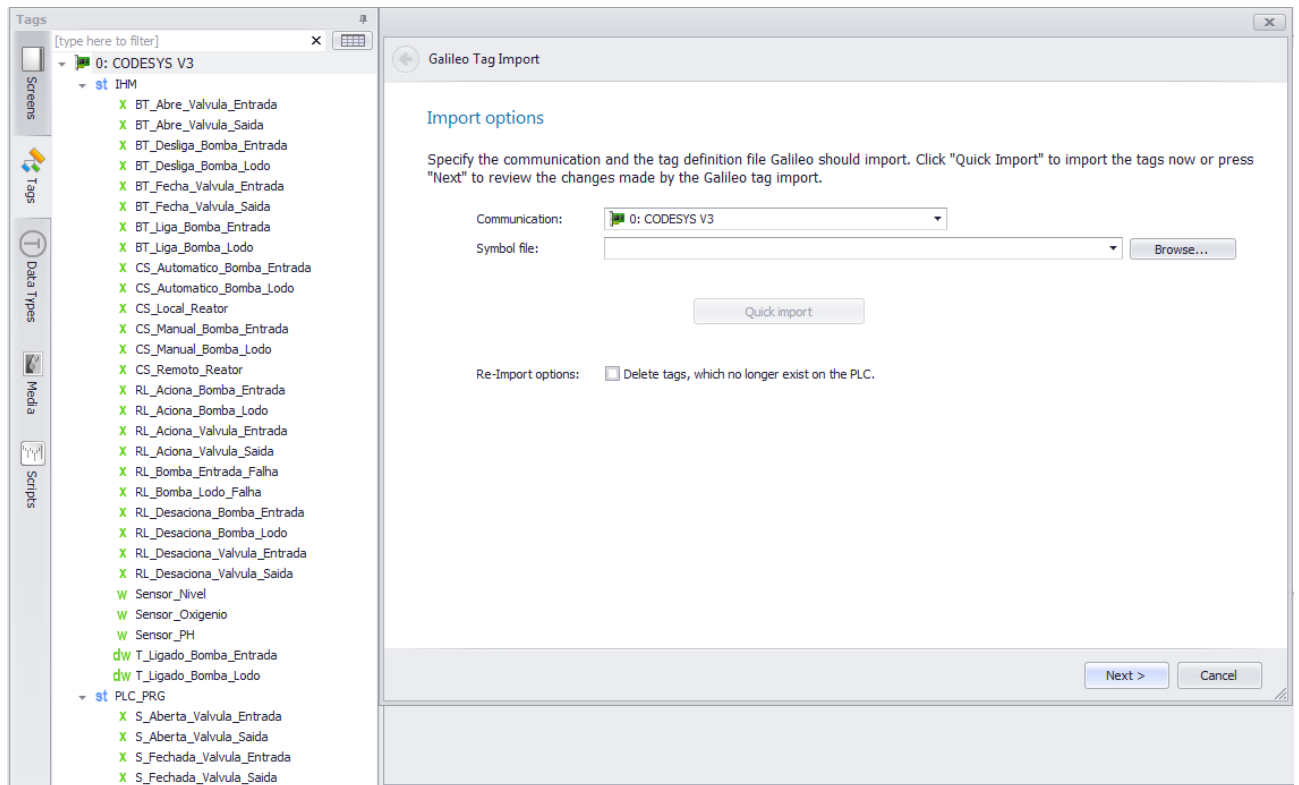 Tags
[type here to filter]
0: CODESYS V3
st IHM
X BT_Abre_Valvula_Entrada
X BT_Abre_Valvula_Saida
X BT_Desliga_Bomba_Entrada
X BT_Desliga_Bomba_Lodo
X BT_Fecha_Valvula_Entrada
X BT_Fecha_Valvula_Saida
X BT_Liga_Bomba_Entrada
X BT_Liga_Bomba_Lodo
X CS_Automatico_Bomba_Entrada
X CS_Automatico_Bomba_Lodo
X CS_Local_Reator
X CS_Manual_Bomba_Entrada
X CS_Manual_Bomba_Lodo
X CS_Remoto_Reator
X RL_Aciona_Bomba_Entrada
X RL_Aciona_Bomba_Lodo
X RL_Aciona_Valvula_Entrada
X RL_Aciona_Valvula_Saida
X RL_Bomba_Entrada_Falha
X RL_Bomba_Lodo_Falha
X RL_Desaciona_Bomba_Entrada
X RL_Desaciona_Bomba_Lodo
X RL_Desaciona_Valvula_Entrada
X RL_Desaciona_Valvula_Saida
W Sensor_Nivel
W Sensor_Oxigenio
W Sensor_PH
dw T_Ligado_Bomba_Entrada
dw T_Ligado_Bomba_Lodo
st PLC_PRG
X S_Aberta_Valvula_Entrada
X S_Aberta_Valvula_Saida
X S_Fechada_Valvula_Entrada
X S_Fechada_Valvula_Saida
Screens
Tags
Data Types
Media
Scripts
Galileo Tag Import
Import options
Specify the communication and the tag definition file Galileo should import. Click "Quick Import" to import the tags now or press
"Next" to review the changes made by the Galileo tag import.
Communication: 0: CODESYS V3
Symbol file: Browse...
Quick import
Re-Import options: Delete tags, which no longer exist on the PLC.
Next > Cancel